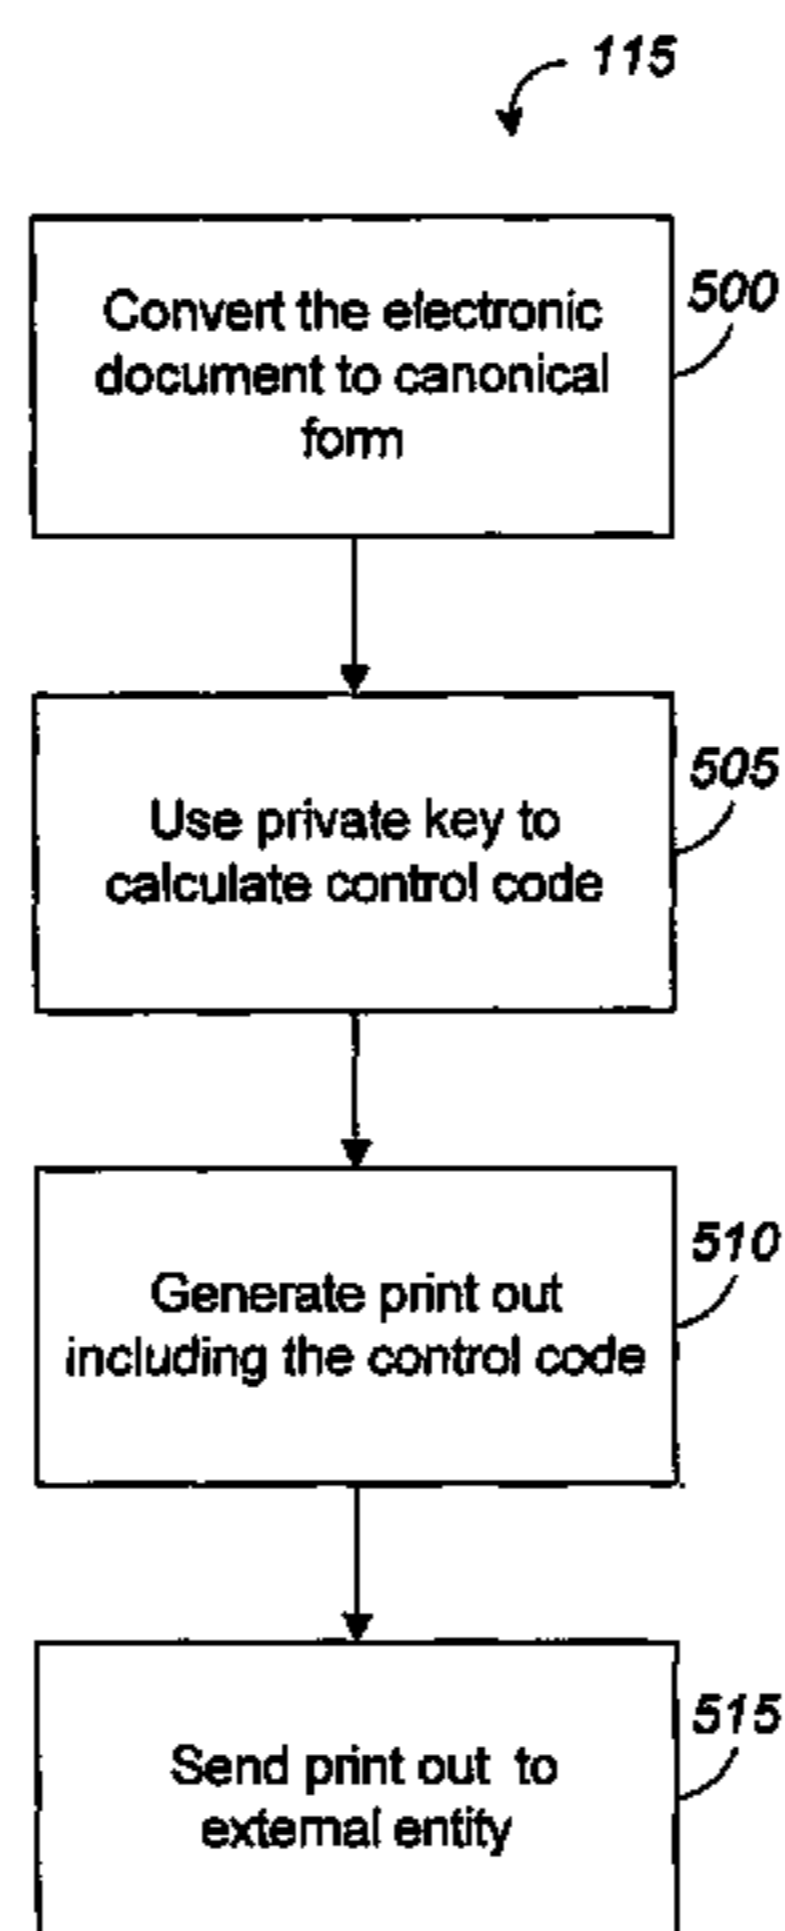 115
500
Convert the electronic
document to canonical
form
505
Use private key to
calculate control code
510
Generate print out
including the control code
515
Send print out to
external entity